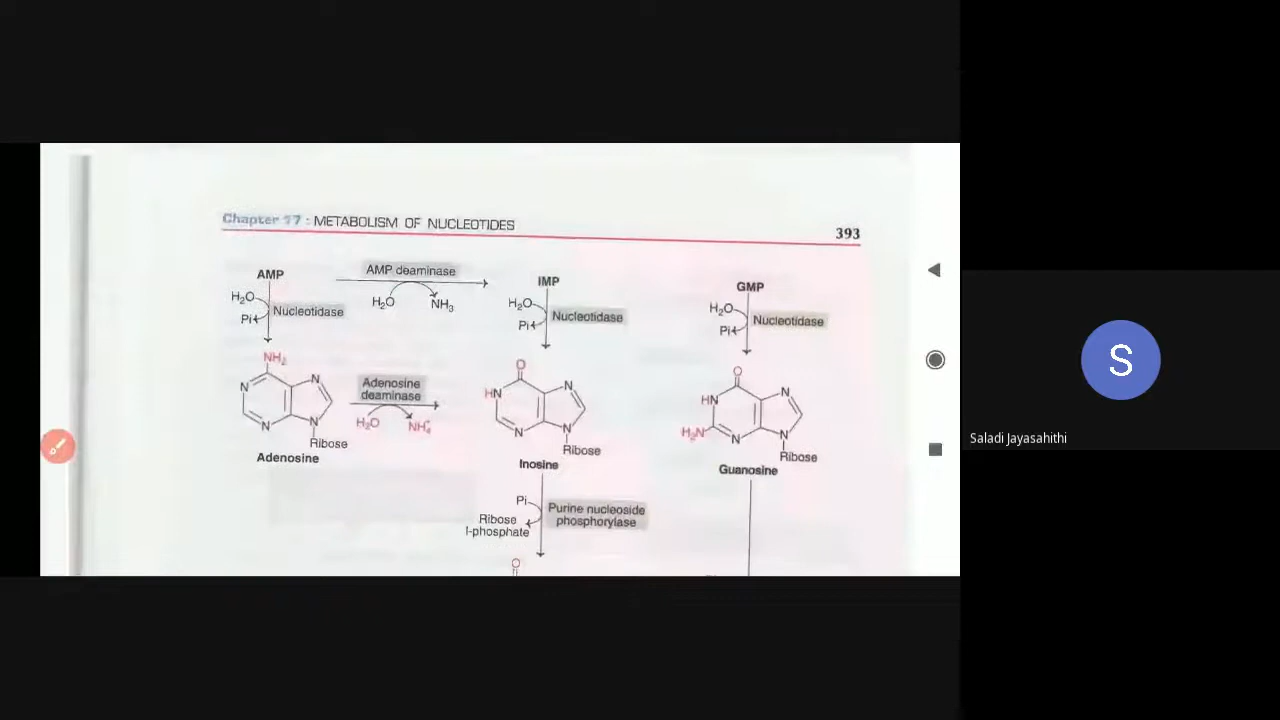 Chapter 17 : METABOLISM OF NUCLEOTIDES
393
AMP
AMP deaminase
IMP
GMP
H₂O
Pi
Nucleotidase
H₂O
NH₃
H₂O
Pi
Nucleotidase
H₂O
Pi
Nucleotidase
NH₂
N
N
N
N
Ribose
Adenosine
Adenosine
deaminase
H₂O
NH₄⁺
O
HN
N
N
N
Ribose
Inosine
O
HN
H₂N
N
N
N
Ribose
Guanosine
Pi
Ribose
I-phosphate
Purine nucleoside
phosphorylase
O
S
Saladi Jayasahithi